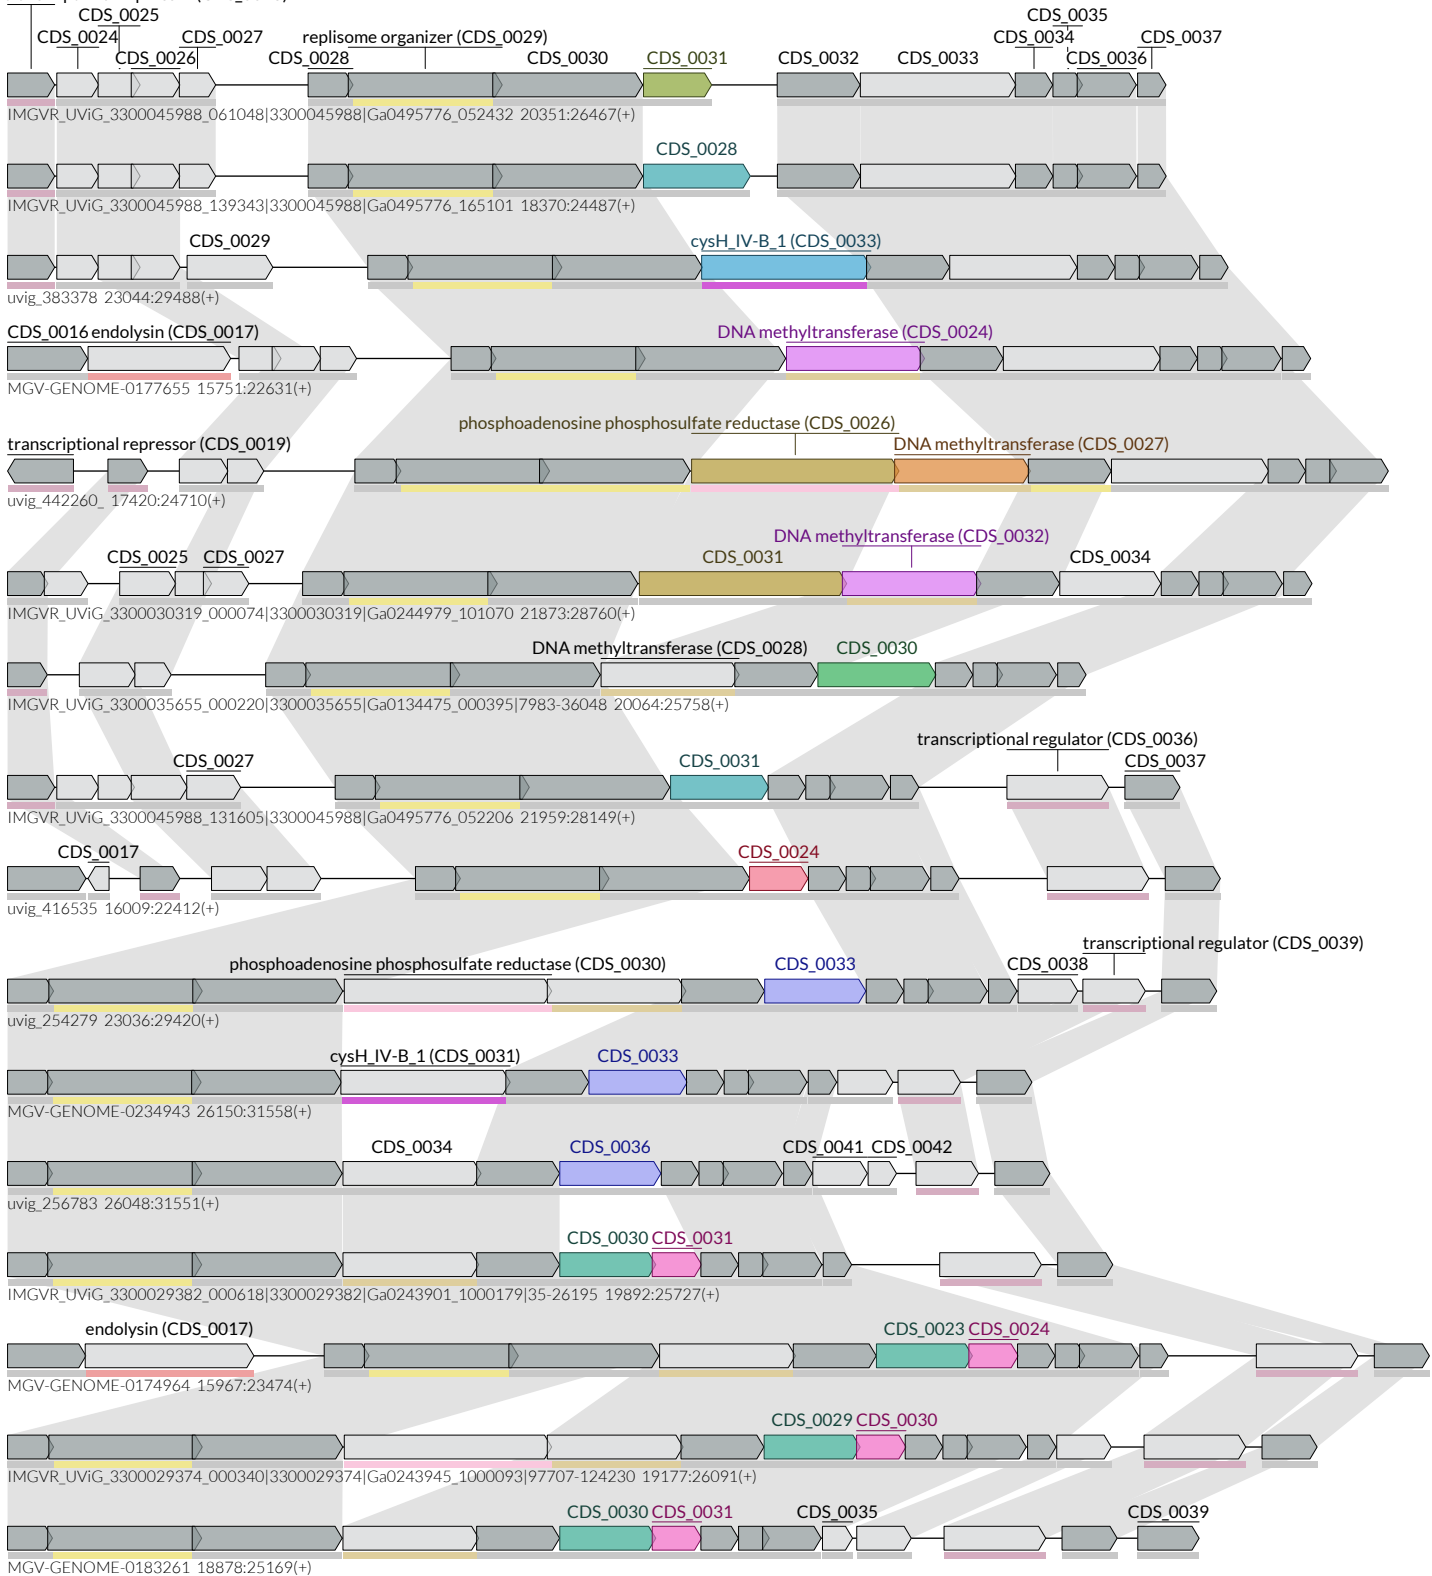 CDS_0025 CDS_0035
CDS_0024 CDS_0027 replisome organizer (CDS_0029) CDS_0034 CDS_0037
CDS_0026 CDS_0028 CDS_0030 CDS_0031 CDS_0032 CDS_0033 CDS_0036
IMGVR_UViG_3300045988_061048|3300045988|Ga0495776_052432 20351:26467(+)
CDS_0028
IMGVR_UViG_3300045988_139343|3300045988|Ga0495776_165101 18370:24487(+)
CDS_0029 cysH_IV-B_1 (CDS_0033)
uvig_383378 23044:29488(+)
CDS_0016 endolysin (CDS_0017) DNA methyltransferase (CDS_0024)
MGV-GENOME-0177655 15751:22631(+)
phosphoadenosine phosphosulfate reductase (CDS_0026)
transcriptional repressor (CDS_0019) DNA methyltransferase (CDS_0027)
uvig_442260_ 17420:24710(+)
DNA methyltransferase (CDS_0032)
CDS_0025 CDS_0027 CDS_0031 CDS_0034
IMGVR_UViG_3300030319_000074|3300030319|Ga0244979_101070 21873:28760(+)
DNA methyltransferase (CDS_0028) CDS_0030
IMGVR_UViG_3300035655_000220|3300035655|Ga0134475_000395|7983-36048 20064:25758(+)
transcriptional regulator (CDS_0036)
CDS_0027 CDS_0031 CDS_0037
IMGVR_UViG_3300045988_131605|3300045988|Ga0495776_052206 21959:28149(+)
CDS_0017 CDS_0024
uvig_416535 16009:22412(+)
transcriptional regulator (CDS_0039)
phosphoadenosine phosphosulfate reductase (CDS_0030) CDS_0033 CDS_0038
uvig_254279 23036:29420(+)
cysH_IV-B_1 (CDS_0031) CDS_0033
MGV-GENOME-0234943 26150:31558(+)
CDS_0034 CDS_0036 CDS_0041 CDS_0042
uvig_256783 26048:31551(+)
CDS_0030 CDS_0031
IMGVR_UViG_3300029382_000618|3300029382|Ga0243901_1000179|35-26195 19892:25727(+)
endolysin (CDS_0017) CDS_0023 CDS_0024
MGV-GENOME-0174964 15967:23474(+)
CDS_0029 CDS_0030
IMGVR_UViG_3300029374_000340|3300029374|Ga0243945_1000093|97707-124230 19177:26091(+)
CDS_0030 CDS_0031 CDS_0035 CDS_0039
MGV-GENOME-0183261 18878:25169(+)